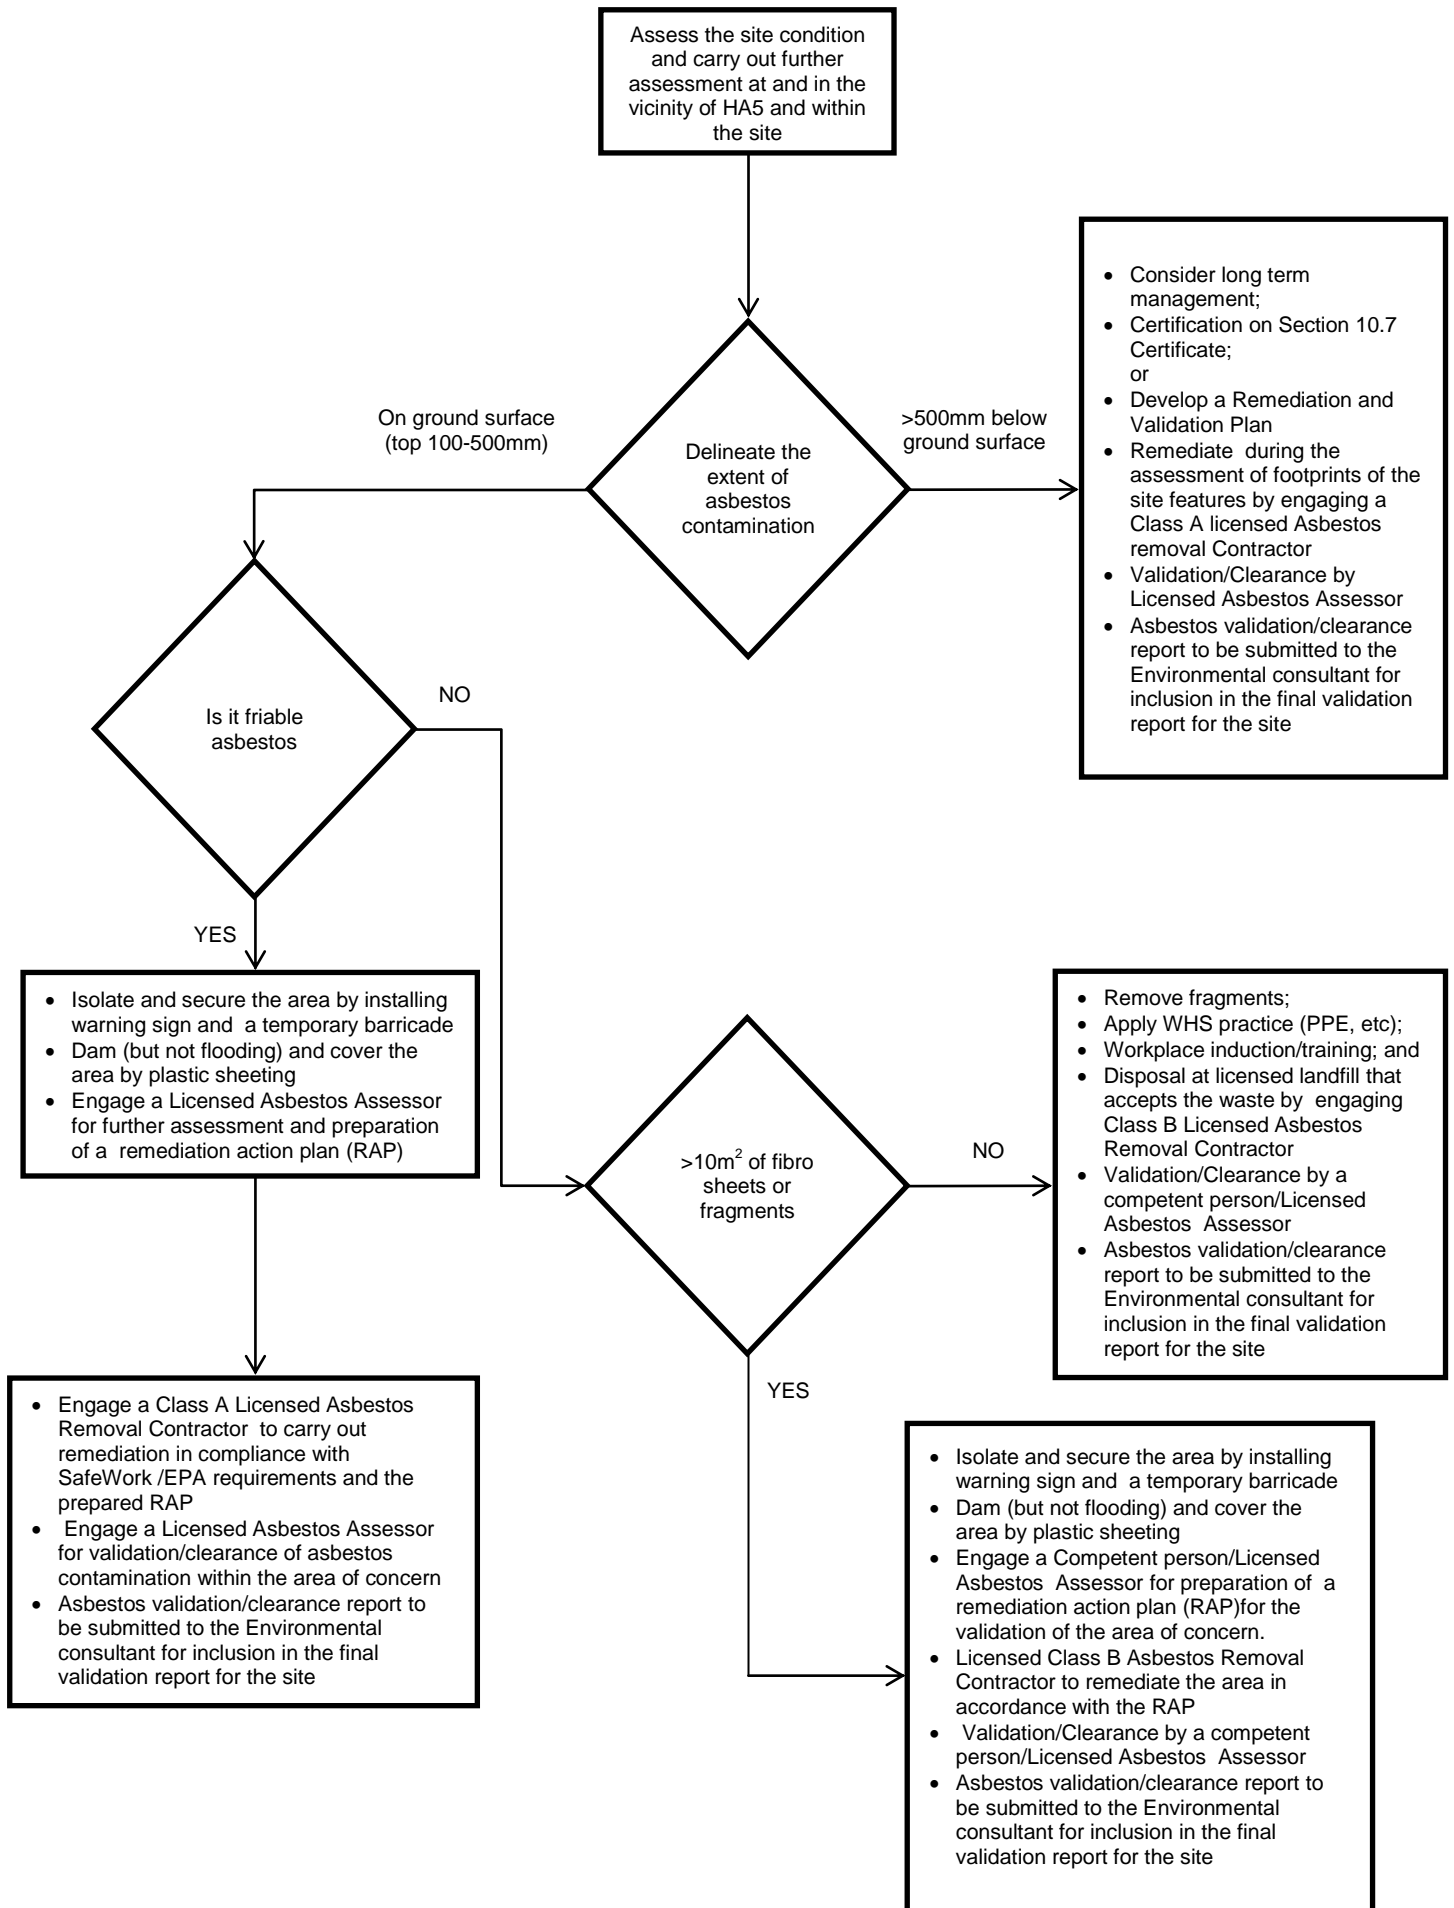 Assess the site condition
and carry out further
assessment at and in the
vicinity of HA5 and within
the site
• Consider long term
management;
• Certification on Section 10.7
Certificate;
or
• Develop a Remediation and
Validation Plan
• Remediate during the
assessment of footprints of the
site features by engaging a
Class A licensed Asbestos
removal Contractor
• Validation/Clearance by
Licensed Asbestos Assessor
• Asbestos validation/clearance
report to be submitted to the
Environmental consultant for
inclusion in the final validation
report for the site
On ground surface
(top 100-500mm)
>500mm below
ground surface
Delineate the
extent of
asbestos
contamination
Is it friable
asbestos
NO
YES
• Isolate and secure the area by installing
warning sign and a temporary barricade
• Dam (but not flooding) and cover the
area by plastic sheeting
• Engage a Licensed Asbestos Assessor
for further assessment and preparation
of a remediation action plan (RAP)
>10m² of fibro
sheets or
fragments
NO
• Remove fragments;
• Apply WHS practice (PPE, etc);
• Workplace induction/training; and
• Disposal at licensed landfill that
accepts the waste by engaging
Class B Licensed Asbestos
Removal Contractor
• Validation/Clearance by a
competent person/Licensed
Asbestos Assessor
• Asbestos validation/clearance
report to be submitted to the
Environmental consultant for
inclusion in the final validation
report for the site
YES
• Engage a Class A Licensed Asbestos
Removal Contractor to carry out
remediation in compliance with
SafeWork /EPA requirements and the
prepared RAP
• Engage a Licensed Asbestos Assessor
for validation/clearance of asbestos
contamination within the area of concern
• Asbestos validation/clearance report to
be submitted to the Environmental
consultant for inclusion in the final
validation report for the site
• Isolate and secure the area by installing
warning sign and a temporary barricade
• Dam (but not flooding) and cover the
area by plastic sheeting
• Engage a Competent person/Licensed
Asbestos Assessor for preparation of a
remediation action plan (RAP)for the
validation of the area of concern.
• Licensed Class B Asbestos Removal
Contractor to remediate the area in
accordance with the RAP
• Validation/Clearance by a competent
person/Licensed Asbestos Assessor
• Asbestos validation/clearance report to
be submitted to the Environmental
consultant for inclusion in the final
validation report for the site